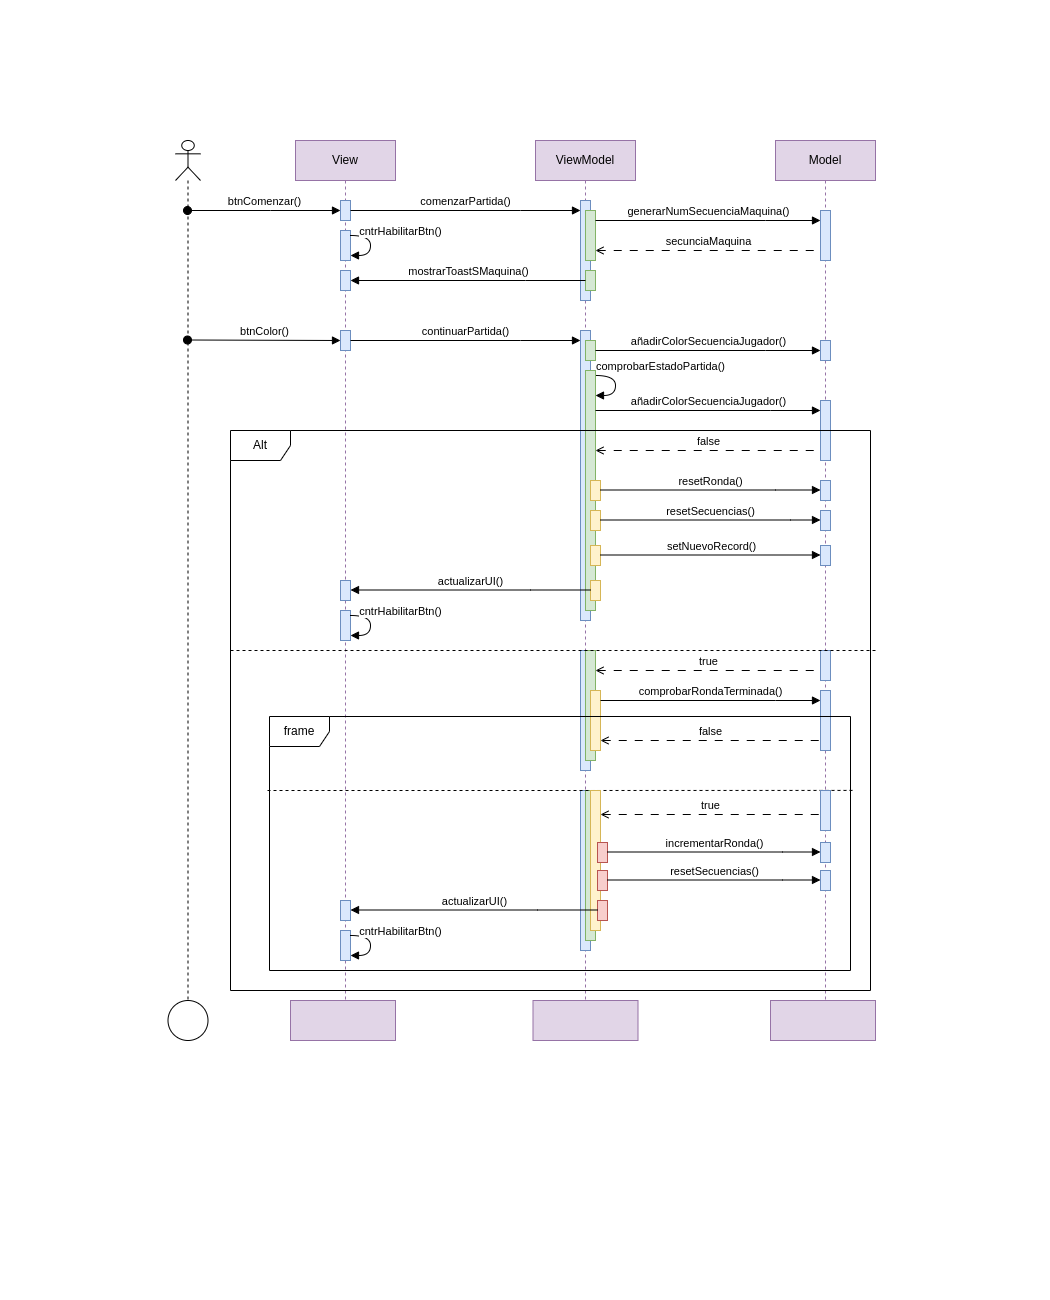 View
ViewModel
Model
btnComenzar()
comenzarPartida()
generarNumSecuenciaMaquina()
cntrHabilitarBtn()
secunciaMaquina
mostrarToastSMaquina()
btnColor()
continuarPartida()
añadirColorSecuenciaJugador()
comprobarEstadoPartida()
añadirColorSecuenciaJugador()
Alt
false
resetRonda()
resetSecuencias()
setNuevoRecord()
actualizarUI()
cntrHabilitarBtn()
true
comprobarRondaTerminada()
frame
false
true
incrementarRonda()
resetSecuencias()
actualizarUI()
cntrHabilitarBtn()